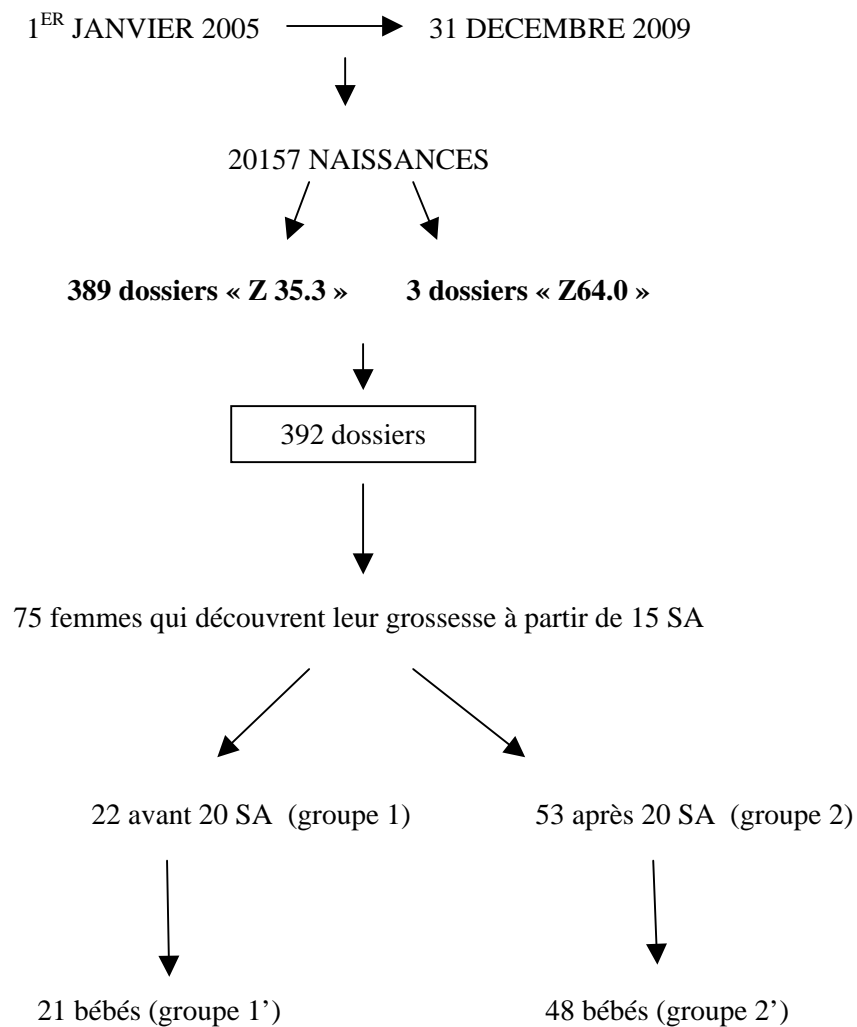 1ER JANVIER 2005 31 DECEMBRE 2009
20157 NAISSANCES
389 dossiers « Z 35.3 » 3 dossiers « Z64.0 »
392 dossiers
75 femmes qui découvrent leur grossesse à partir de 15 SA
22 avant 20 SA (groupe 1) 53 après 20 SA (groupe 2)
21 bébés (groupe 1’) 48 bébés (groupe 2’)